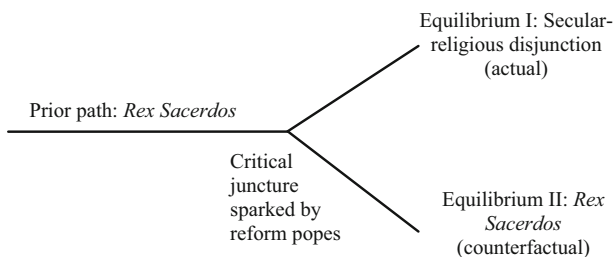 Equilibrium I: Secular-
religious disjunction
(actual)
Prior path: Rex Sacerdos
Critical
juncture
sparked by
reform popes
Equilibrium II: Rex
Sacerdos
(counterfactual)